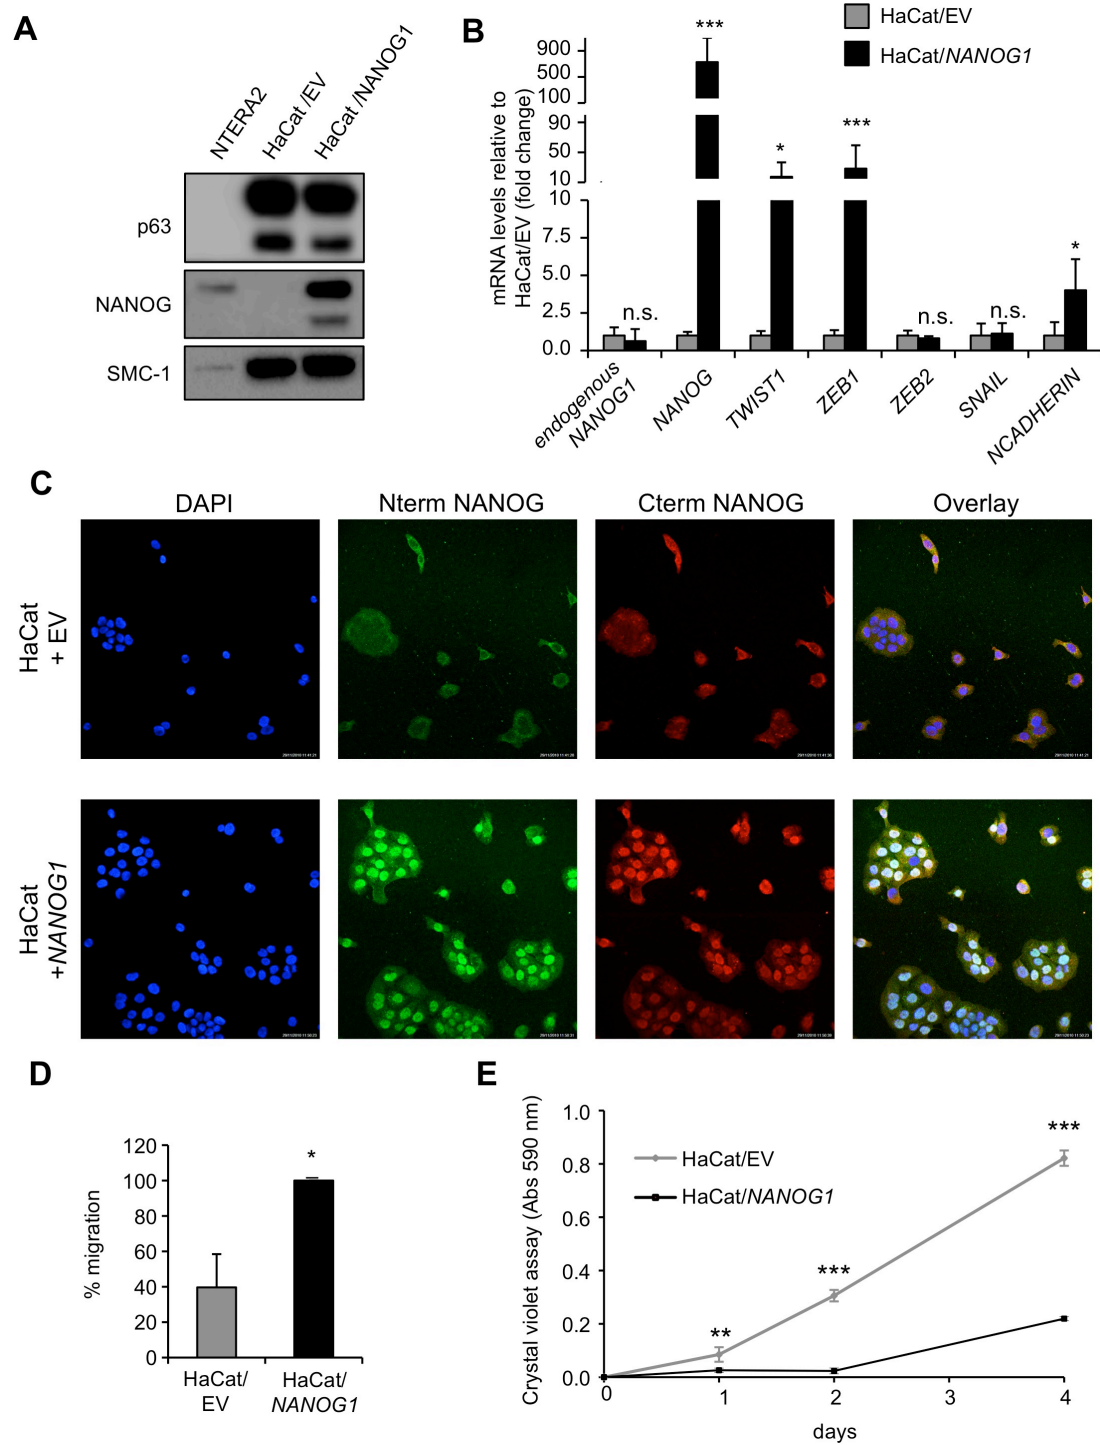 A
NTERA2
HaCat /EV
HaCat /NANOG1
p63
NANOG
SMC-1
B
HaCat/EV
HaCat/NANOG1
mRNA levels relative to
HaCat/EV (fold change)
900
500
100
90
50
10
10
7.5
5.0
2.5
0.0
n.s.
***
*
***
n.s.
n.s.
*
endogenous
NANOG1
NANOG
TWIST1
ZEB1
ZEB2
SNAIL
NCADHERIN
C
DAPI
Nterm NANOG
Cterm NANOG
Overlay
HaCat
+ EV
HaCat
+NANOG1
D
% migration
120
100
80
60
40
20
0
*
HaCat/
EV
HaCat/
NANOG1
E
Crystal violet assay (Abs 590 nm)
1.0
0.8
0.6
0.4
0.2
0.0
HaCat/EV
HaCat/NANOG1
**
***
***
0
1
2
3
4
days